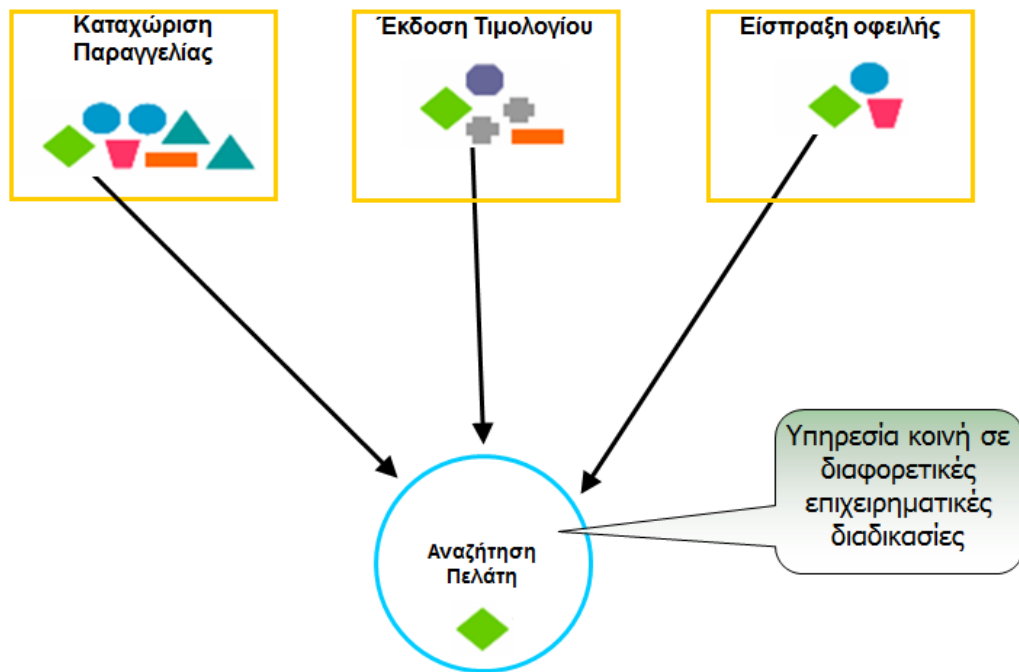 Καταχώριση
Παραγγελίας
Έκδοση Τιμολογίου
Είσπραξη οφειλής
Υπηρεσία κοινή σε
διαφορετικές
επιχειρηματικές
διαδικασίες
Αναζήτηση
Πελάτη